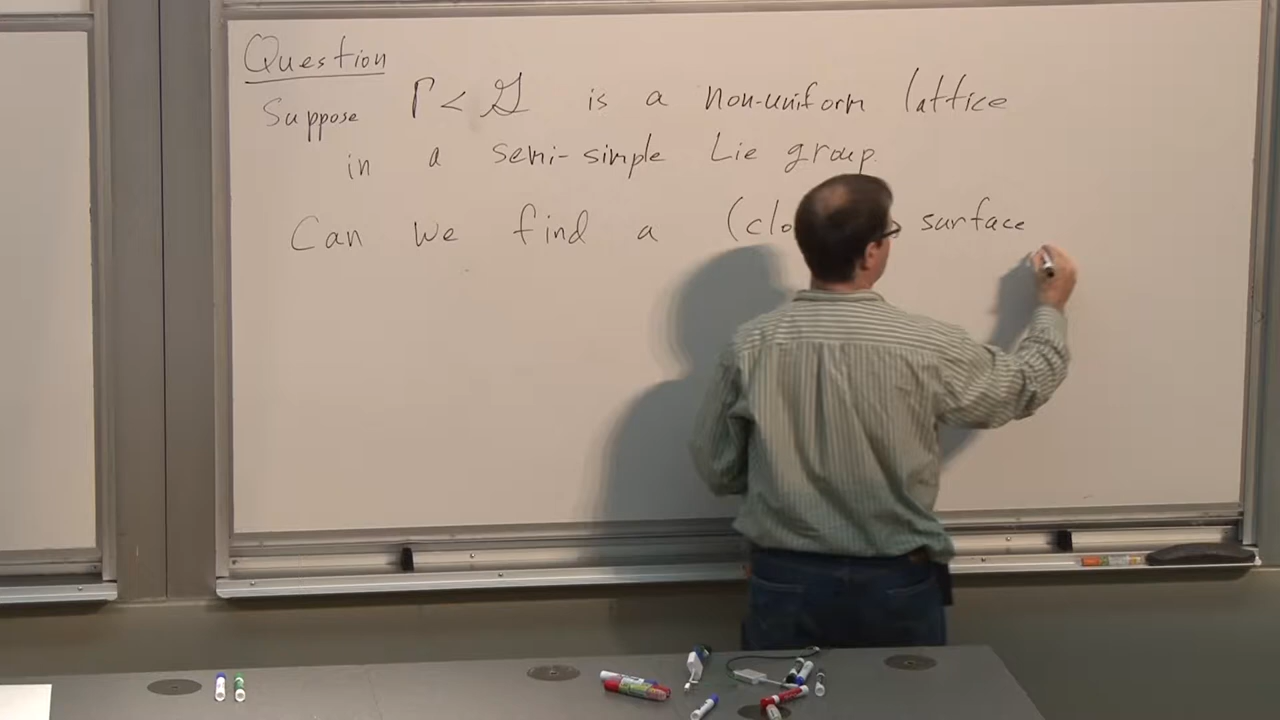 Question
Suppose Γ < 𝒢 is a non-uniform lattice
in a semi-simple Lie group.
Can we find a (clo surface